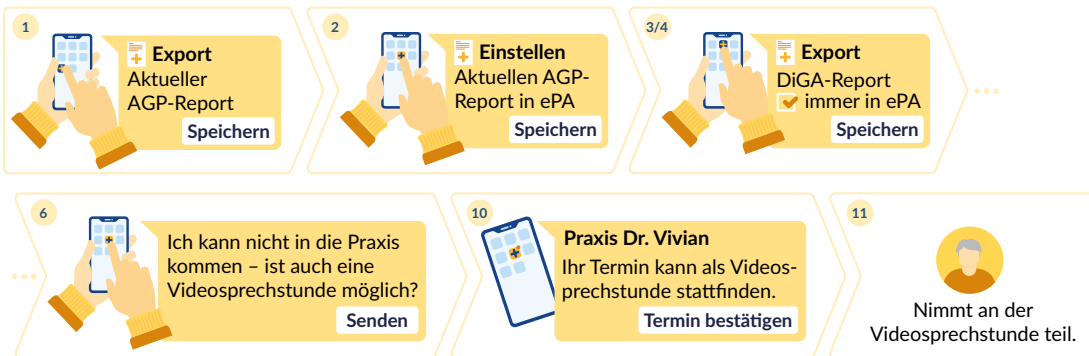 1
Export
Aktueller
AGP-Report
Speichern
2
Einstellen
Aktuellen AGP-
Report in ePA
Speichern
3/4
Export
DiGA-Report
immer in ePA
Speichern
6
Ich kann nicht in die Praxis
kommen – ist auch eine
Videosprechstunde möglich?
Senden
10
Praxis Dr. Vivian
Ihr Termin kann als Videos-
prechstunde stattfinden.
Termin bestätigen
11
Nimmt an der
Videosprechstunde teil.